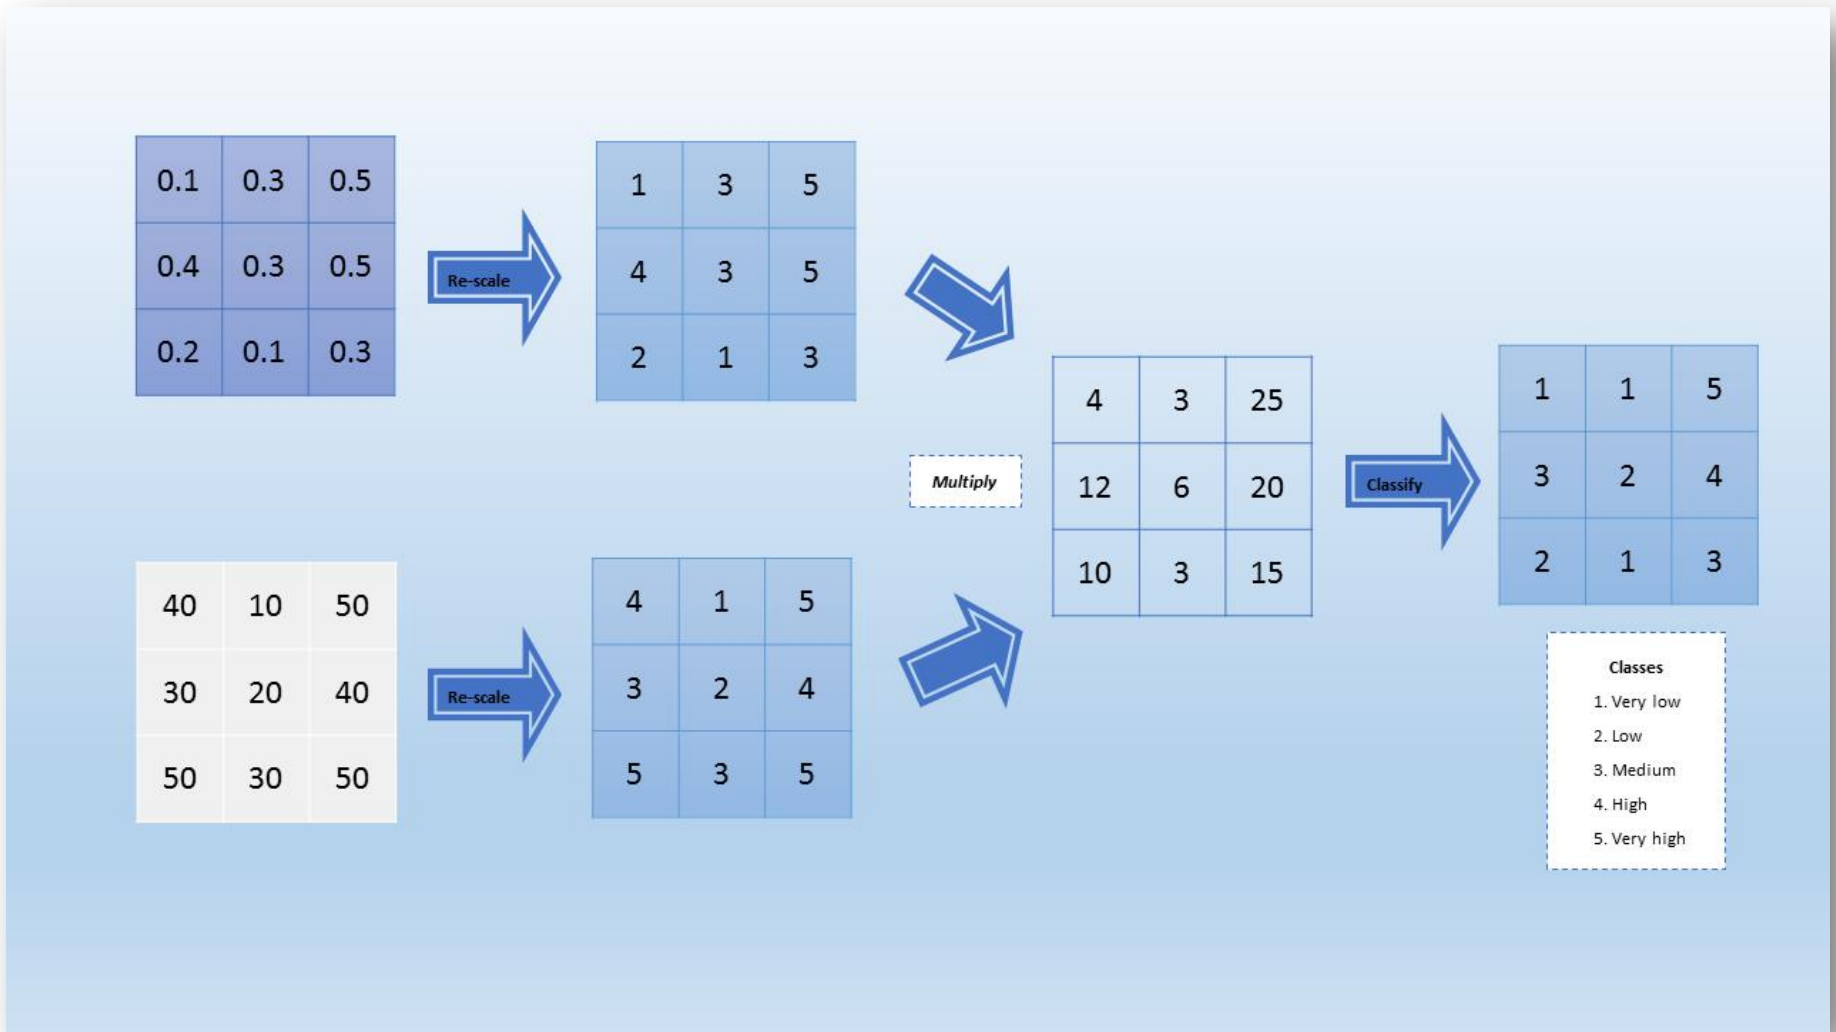 0.1 0.3 0.5
0.4 0.3 0.5
0.2 0.1 0.3
Re-scale
1 3 5
4 3 5
2 1 3
40 10 50
30 20 40
50 30 50
Re-scale
4 1 5
3 2 4
5 3 5
Multiply
4 3 25
12 6 20
10 3 15
Classify
1 1 5
3 2 4
2 1 3
Classes
1. Very low
2. Low
3. Medium
4. High
5. Very high